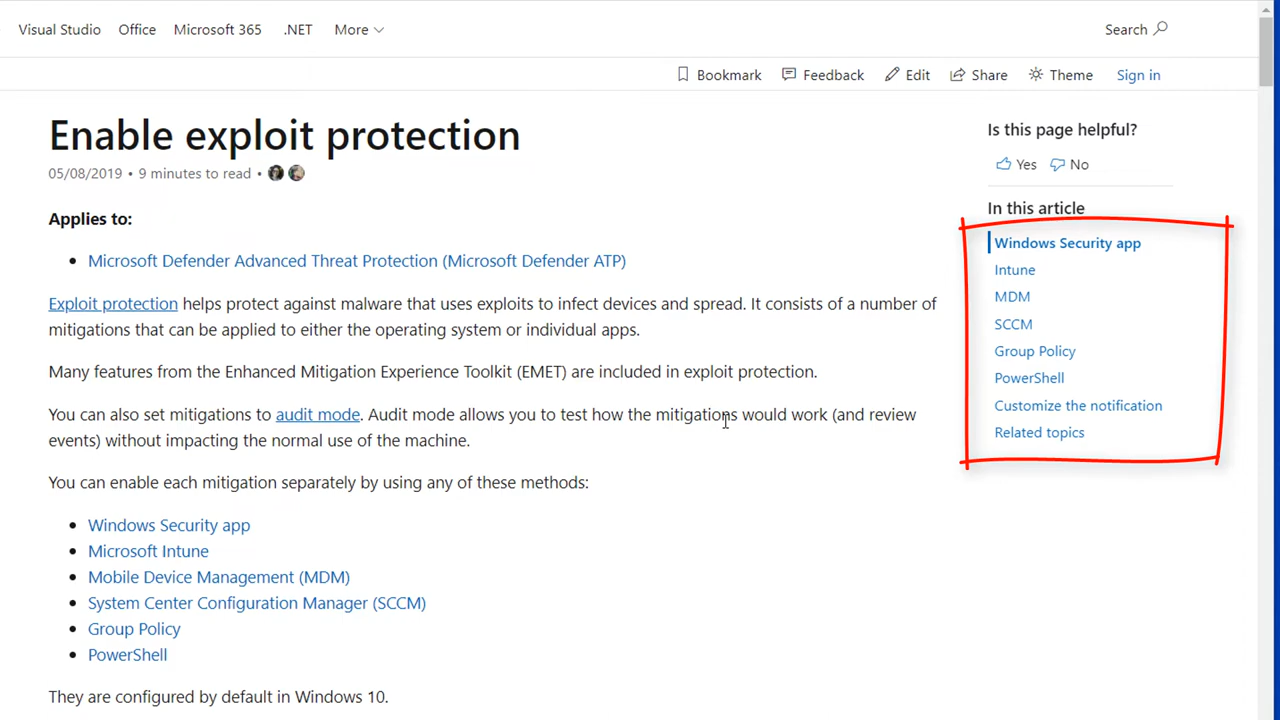 Visual Studio Office Microsoft 365 .NET More Search
Bookmark Feedback Edit Share Theme Sign in
Enable exploit protection
05/08/2019 • 9 minutes to read •
Applies to:
• Microsoft Defender Advanced Threat Protection (Microsoft Defender ATP)
Exploit protection helps protect against malware that uses exploits to infect devices and spread. It consists of a number of
mitigations that can be applied to either the operating system or individual apps.
Many features from the Enhanced Mitigation Experience Toolkit (EMET) are included in exploit protection.
You can also set mitigations to audit mode. Audit mode allows you to test how the mitigations would work (and review
events) without impacting the normal use of the machine.
You can enable each mitigation separately by using any of these methods:
• Windows Security app
• Microsoft Intune
• Mobile Device Management (MDM)
• System Center Configuration Manager (SCCM)
• Group Policy
• PowerShell
They are configured by default in Windows 10.
Is this page helpful?
Yes No
In this article
Windows Security app
Intune
MDM
SCCM
Group Policy
PowerShell
Customize the notification
Related topics